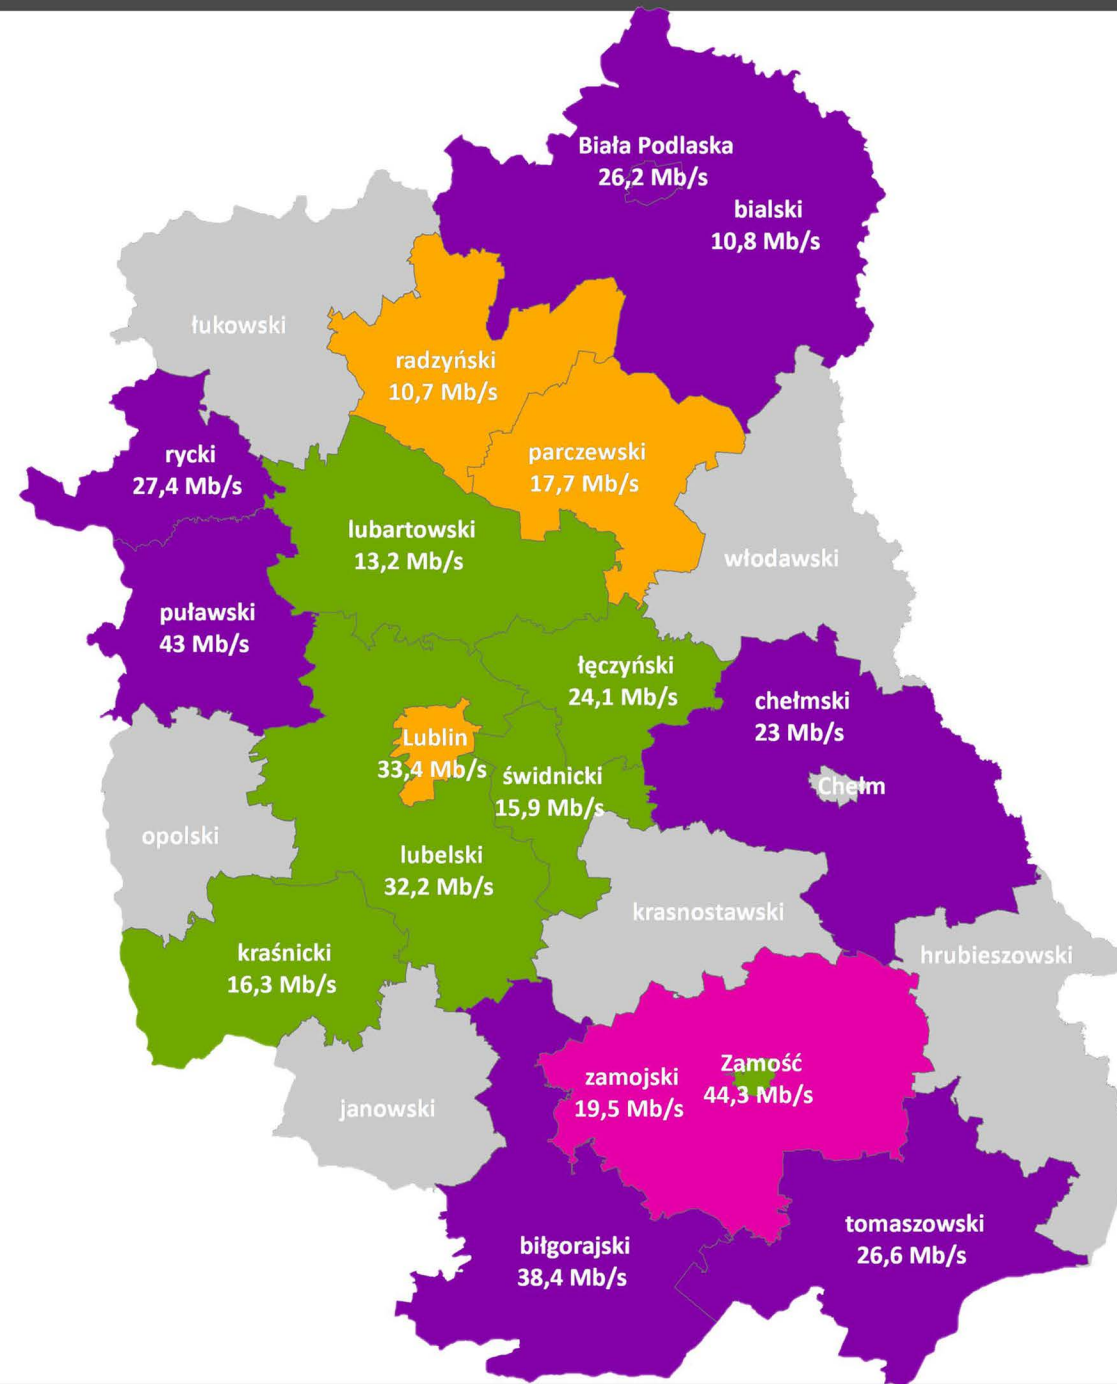 Biała Podlaska
26,2 Mb/s
bialski
10,8 Mb/s
łukowski
radzyński
10,7 Mb/s
rycki
27,4 Mb/s
parczewski
17,7 Mb/s
lubartowski
13,2 Mb/s
włodawski
puławski
43 Mb/s
łęczyński
24,1 Mb/s
chełmski
23 Mb/s
Lublin
33,4 Mb/s
świdnicki
15,9 Mb/s
Chełm
opolski
lubelski
32,2 Mb/s
krasnostawski
kraśnicki
16,3 Mb/s
hrubieszowski
zamojski
19,5 Mb/s
Zamość
44,3 Mb/s
janowski
tomaszowski
26,6 Mb/s
biłgorajski
38,4 Mb/s